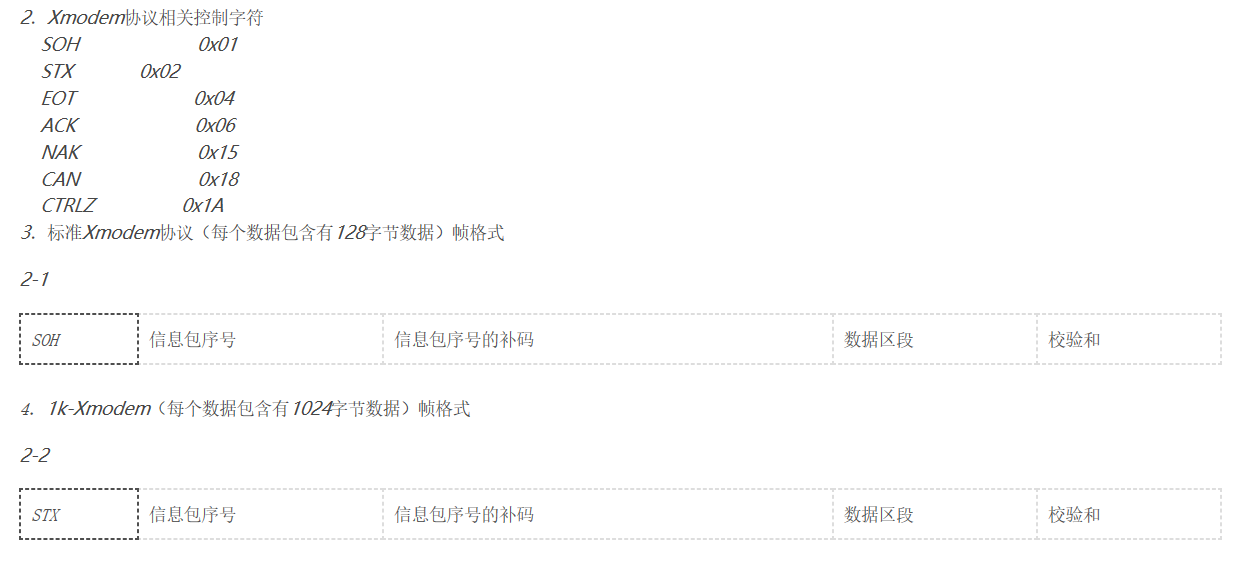 2. Xmodem协议相关控制字符
SOH 0x01
STX 0x02
EOT 0x04
ACK 0x06
NAK 0x15
CAN 0x18
CTRLZ 0x1A
3. 标准Xmodem协议（每个数据包含有128字节数据）帧格式
2-1
SOH 信息包序号 信息包序号的补码 数据区段 校验和
4. 1k-Xmodem（每个数据包含有1024字节数据）帧格式
2-2
STX 信息包序号 信息包序号的补码 数据区段 校验和